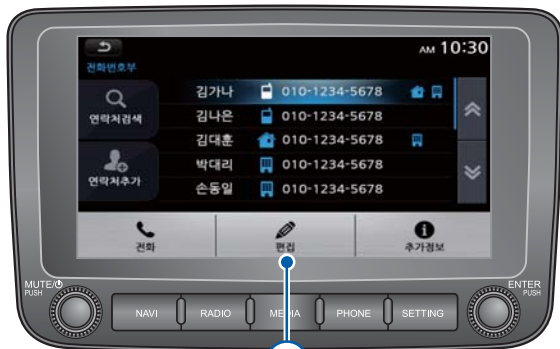 AM 10:30
전화번호부
연락처검색
연락처추가
김가나 010-1234-5678
김나은 010-1234-5678
김대훈 010-1234-5678
박대리 010-1234-5678
손동일 010-1234-5678
전화 편집 추가정보
MUTE/ ENTER
PUSH PUSH
NAVI RADIO MEDIA PHONE SETTING